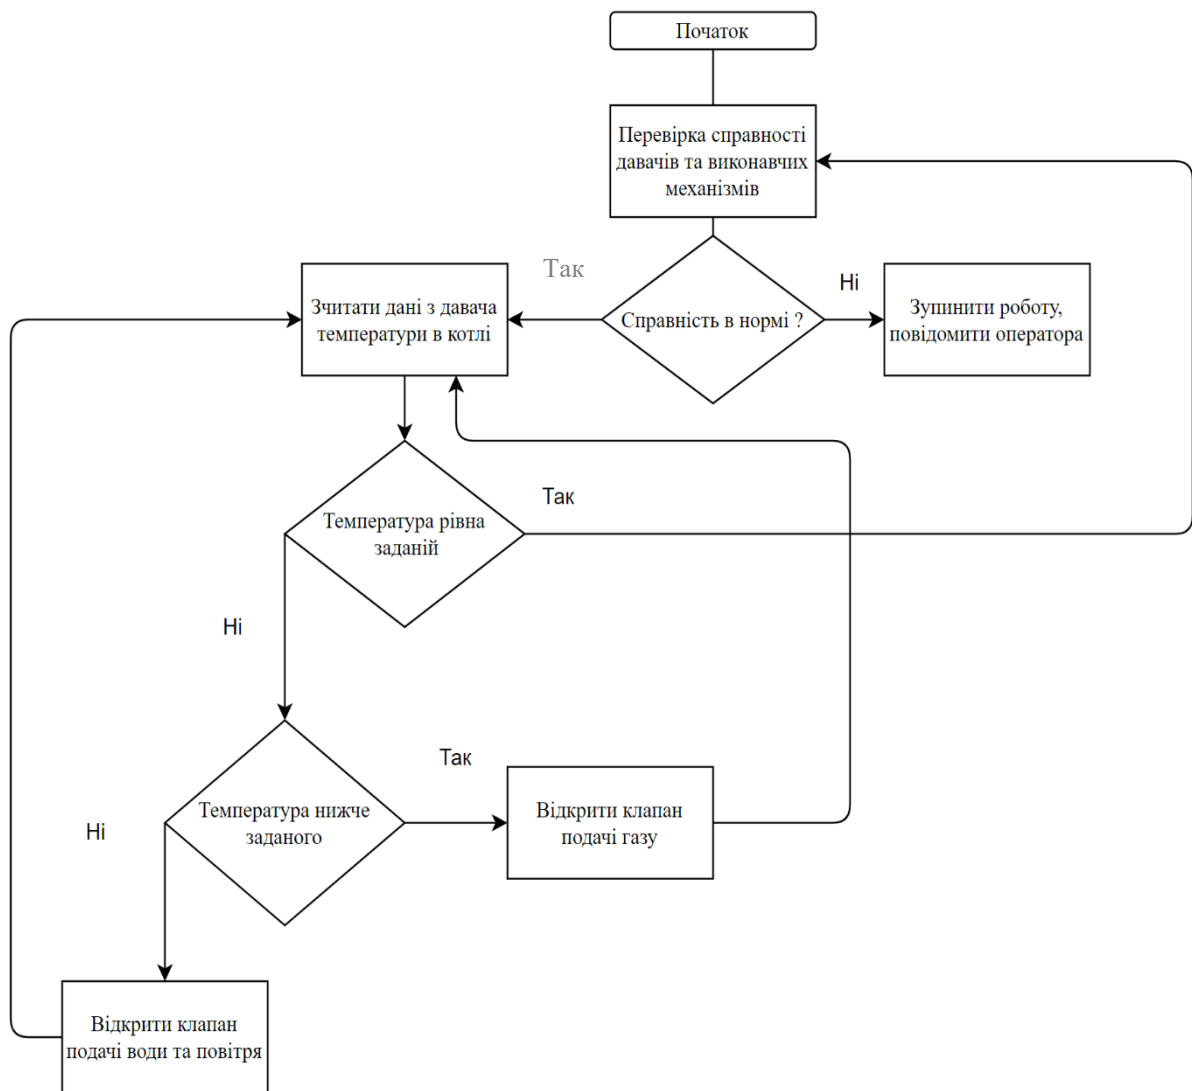 Початок
Перевірка справності
давачів та виконавчих
механізмів
Так
Ні
Зчитати дані з давача
температури в котлі
Справність в нормі ?
Зупинити роботу,
повідомити оператора
Температура рівна
заданій
Так
Ні
Температура нижче
заданого
Так
Ні
Відкрити клапан
подачі газу
Відкрити клапан
подачі води та повітря